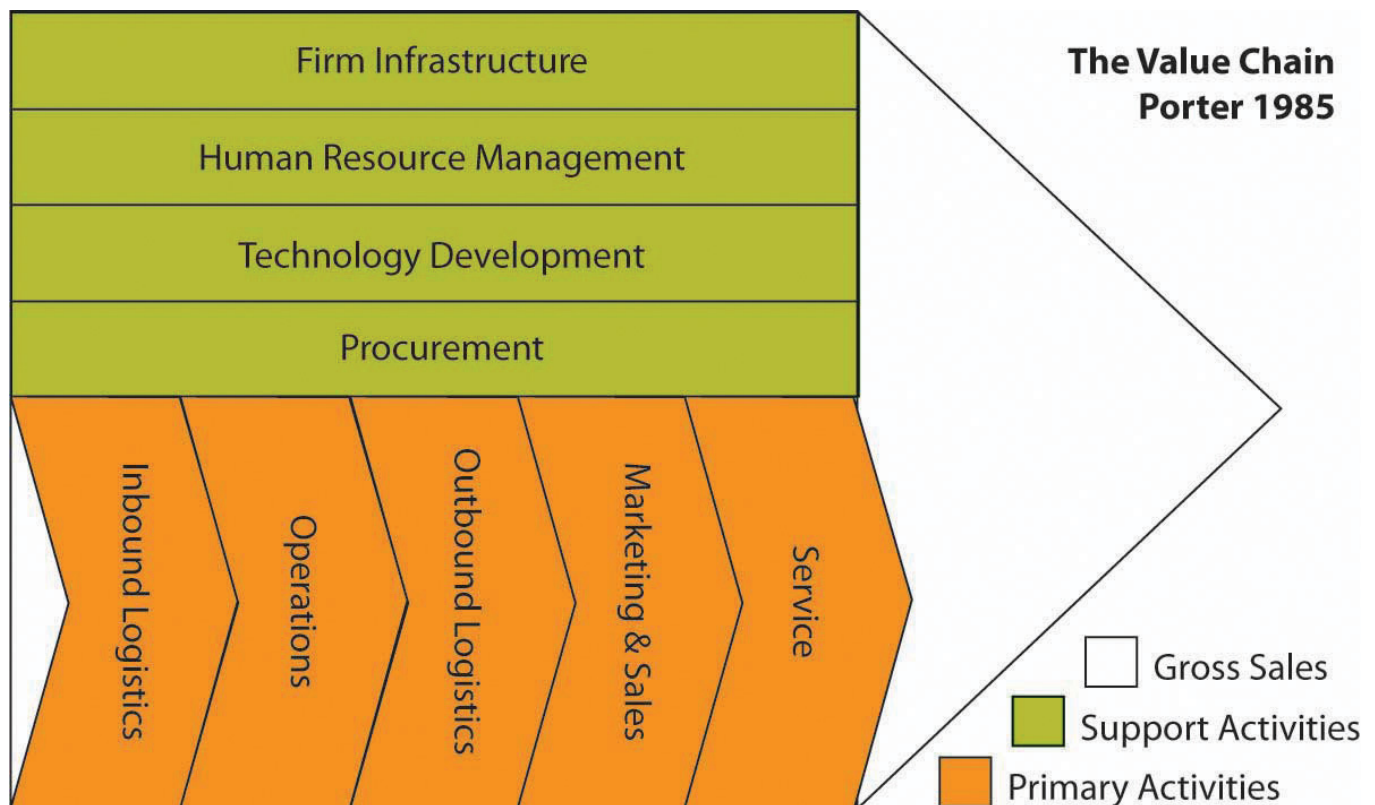 Firm Infrastructure
Human Resource Management
Technology Development
Procurement
Inbound Logistics
Operations
Outbound Logistics
Marketing & Sales
Service
The Value Chain
Porter 1985
Gross Sales
Support Activities
Primary Activities